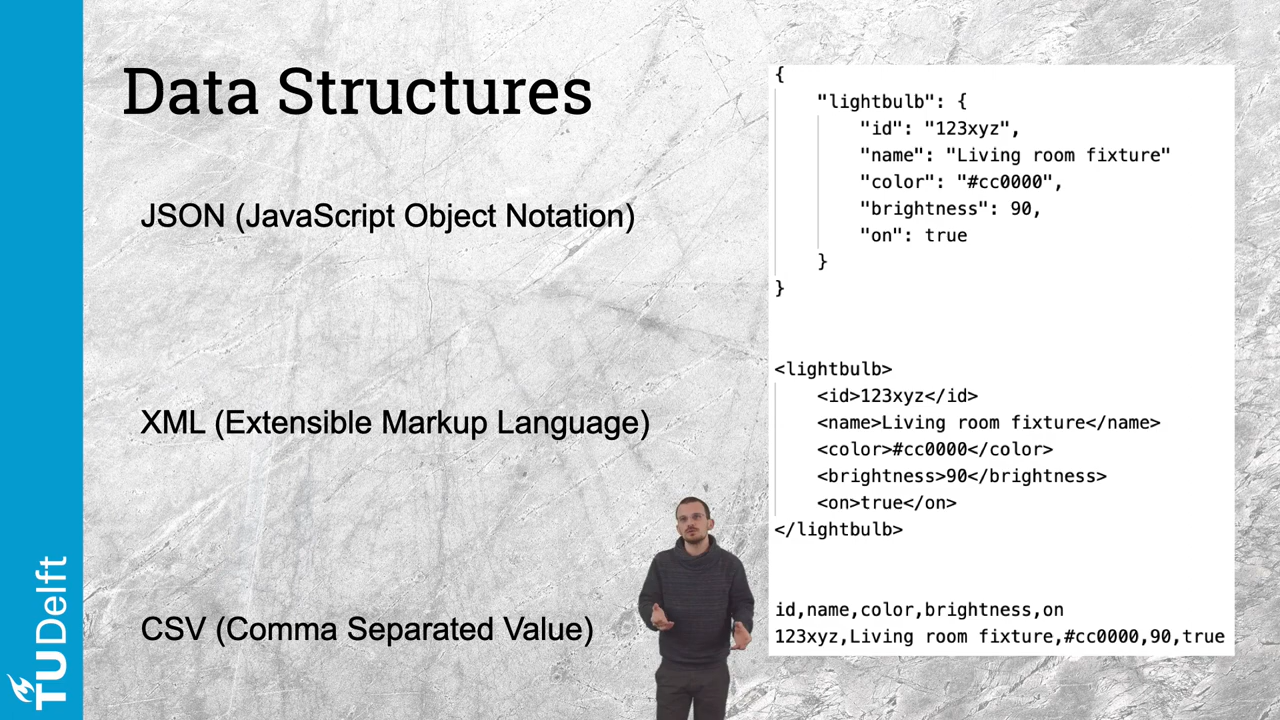 Data Structures
JSON (JavaScript Object Notation)
{
    "lightbulb": {
        "id": "123xyz",
        "name": "Living room fixture"
        "color": "#cc0000",
        "brightness": 90,
        "on": true
    }
}
XML (Extensible Markup Language)
<lightbulb>
    <id>123xyz</id>
    <name>Living room fixture</name>
    <color>#cc0000</color>
    <brightness>90</brightness>
    <on>true</on>
</lightbulb>
CSV (Comma Separated Value)
id,name,color,brightness,on
123xyz,Living room fixture,#cc0000,90,true
TUDelft